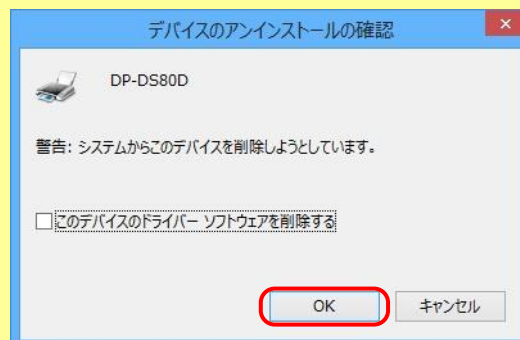 デバイスのアンインストールの確認
DP-DS80D
警告: システムからこのデバイスを削除しようとしています。
このデバイスのドライバー ソフトウェアを削除する
OK
キャンセル